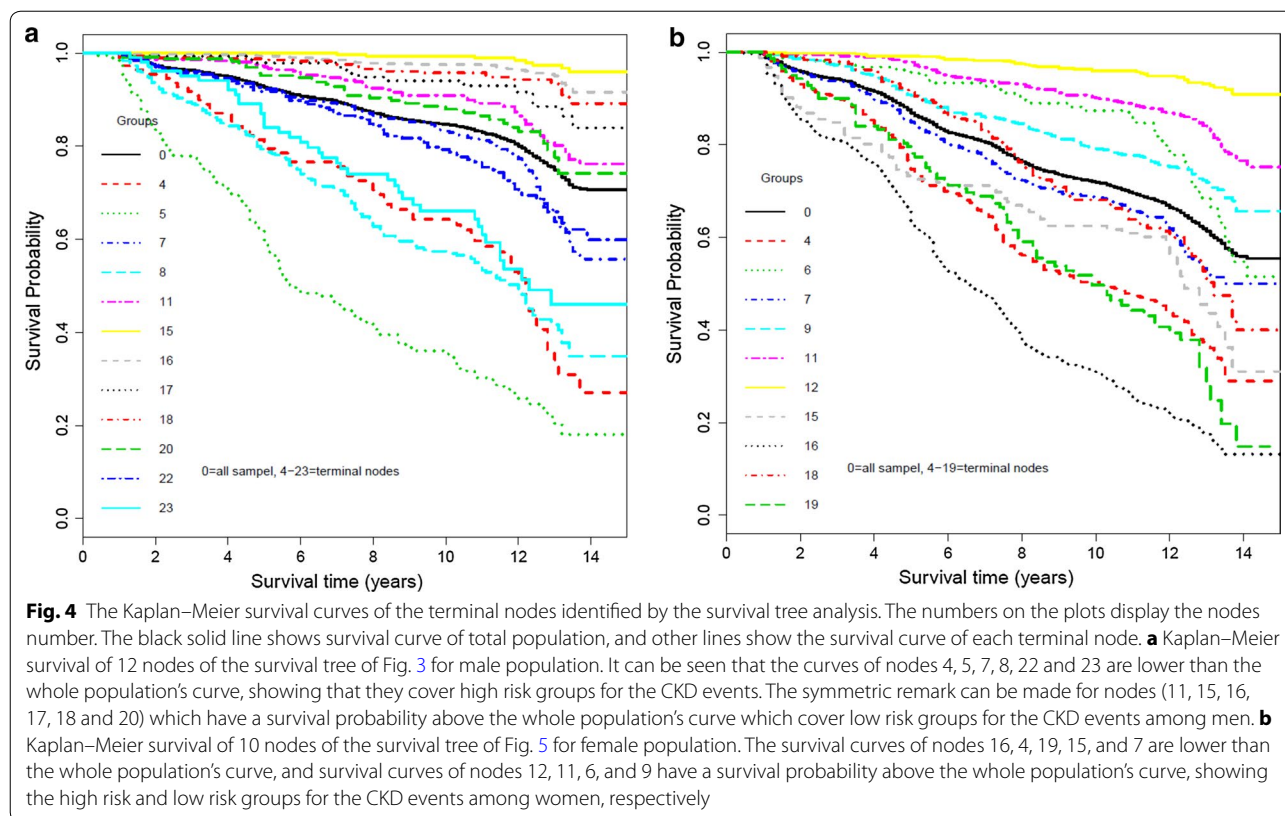 a
Survival Probability
1.0
0.8
0.6
0.4
0.2
0.0
Groups
0
4
5
7
8
11
15
16
17
18
20
22
23
0=all sampel, 4−23=terminal nodes
0 2 4 6 8 10 12 14
Survival time (years)
b
Survival Probability
1.0
0.8
0.6
0.4
0.2
0.0
Groups
0
4
6
7
9
11
12
15
16
18
19
0=all sampel, 4−19=terminal nodes
0 2 4 6 8 10 12 14
Survival time (years)
Fig. 4 The Kaplan–Meier survival curves of the terminal nodes identified by the survival tree analysis. The numbers on the plots display the nodes
number. The black solid line shows survival curve of total population, and other lines show the survival curve of each terminal node. a Kaplan–Meier
survival of 12 nodes of the survival tree of Fig. 3 for male population. It can be seen that the curves of nodes 4, 5, 7, 8, 22 and 23 are lower than the
whole population's curve, showing that they cover high risk groups for the CKD events. The symmetric remark can be made for nodes (11, 15, 16,
17, 18 and 20) which have a survival probability above the whole population's curve which cover low risk groups for the CKD events among men. b
Kaplan–Meier survival of 10 nodes of the survival tree of Fig. 5 for female population. The survival curves of nodes 16, 4, 19, 15, and 7 are lower than
the whole population's curve, and survival curves of nodes 12, 11, 6, and 9 have a survival probability above the whole population's curve, showing
the high risk and low risk groups for the CKD events among women, respectively